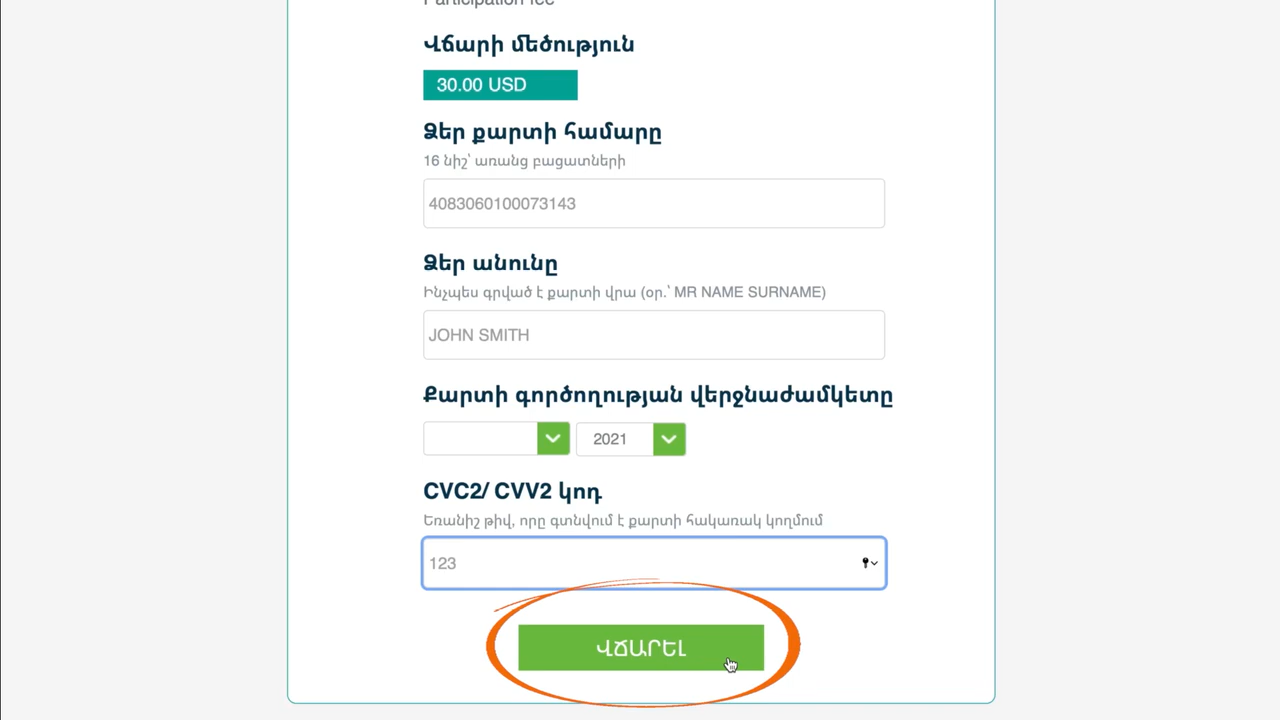 Participation fee
Վճարի մեծություն
30.00 USD
Ձեր քարտի համարը
16 նիշ՝ առանց բացատների
4083060100073143
Ձեր անունը
Ինչպես գրված է քարտի վրա (օր.՝ MR NAME SURNAME)
JOHN SMITH
Քարտի գործողության վերջնաժամկետը
2021
CVC2/ CVV2 կոդ
Եռանիշ թիվ, որը գտնվում է քարտի հակառակ կողմում
123
ՎՃԱՐԵԼ